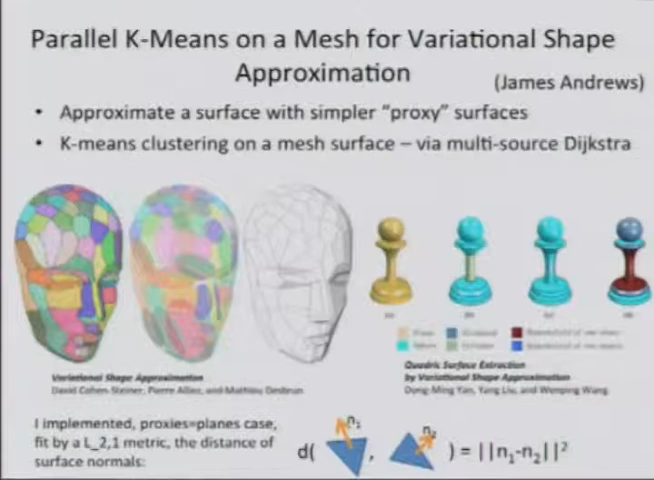 Parallel K-Means on a Mesh for Variational Shape
Approximation
(James Andrews)
• Approximate a surface with simpler “proxy” surfaces
• K-means clustering on a mesh surface – via multi-source Dijkstra
Variational Shape Approximation
David Cohen-Steiner, Pierre Alliez, and Mathieu Desbrun
Quadric Surface Extraction
by Variational Shape Approximation
Dong-Ming Yan, Yang Liu, and Wenping Wang
I implemented, proxies=planes case,
fit by a L_2,1 metric, the distance of
surface normals:
n₁
n₂
d( , ) = ||n₁-n₂||²